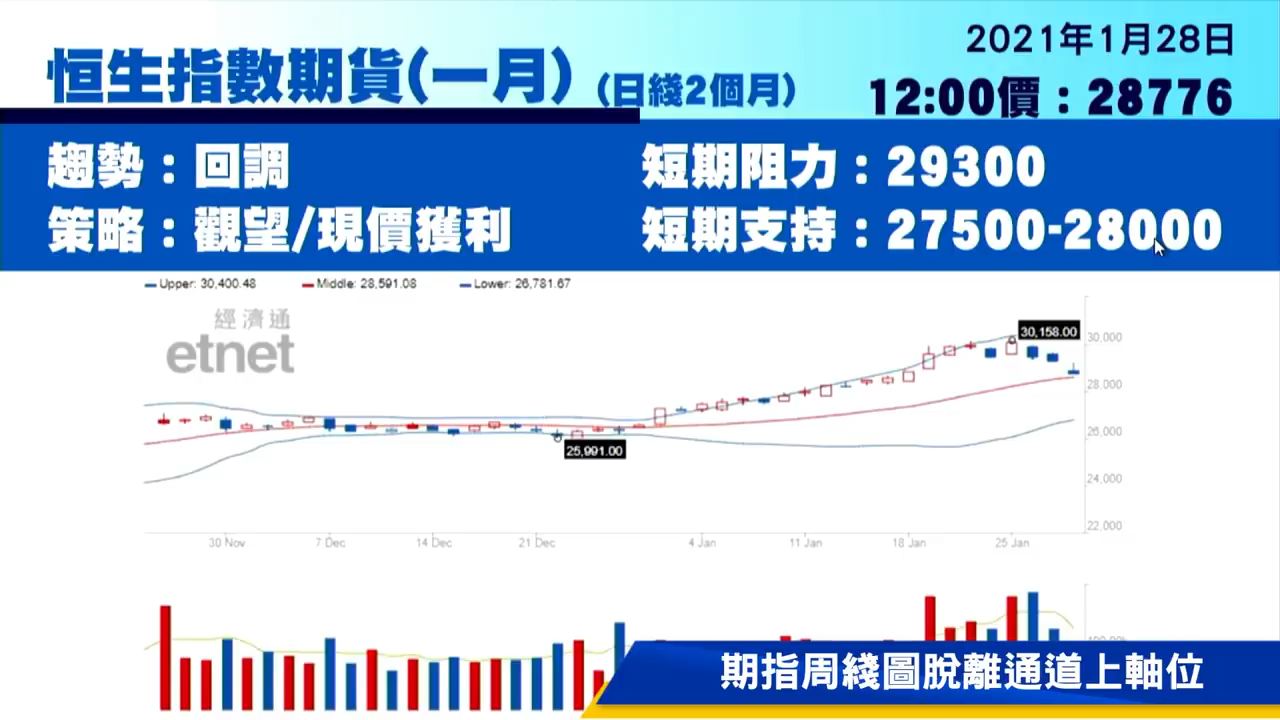 恒生指數期貨(一月) (日綫2個月)
2021年1月28日
12:00價：28776
趨勢：回調
短期阻力：29300
策略：觀望/現價獲利
短期支持：27500-28000
Upper: 30,400.48 Middle: 28,591.08 Lower: 26,781.67
經濟通
etnet
30,158.00
30,000
28,000
26,000
25,991.00
24,000
22,000
30 Nov 7 Dec 14 Dec 21 Dec 4 Jan 11 Jan 18 Jan 25 Jan
期指周綫圖脫離通道上軸位